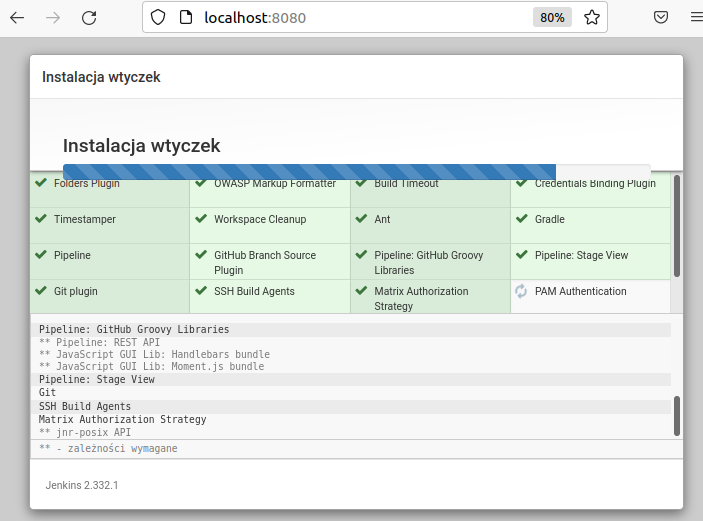 localhost:8080
80%
Instalacja wtyczek
Instalacja wtyczek
Folders Plugin
OWASP Markup Formatter
Build Timeout
Credentials Binding Plugin
Timestamper
Workspace Cleanup
Ant
Gradle
Pipeline
GitHub Branch Source
Plugin
Pipeline: GitHub Groovy
Libraries
Pipeline: Stage View
Git plugin
SSH Build Agents
Matrix Authorization
Strategy
PAM Authentication
Pipeline: GitHub Groovy Libraries
** Pipeline: REST API
** JavaScript GUI Lib: Handlebars bundle
** JavaScript GUI Lib: Moment.js bundle
Pipeline: Stage View
Git
SSH Build Agents
Matrix Authorization Strategy
** jnr-posix API
** - zależności wymagane
Jenkins 2.332.1